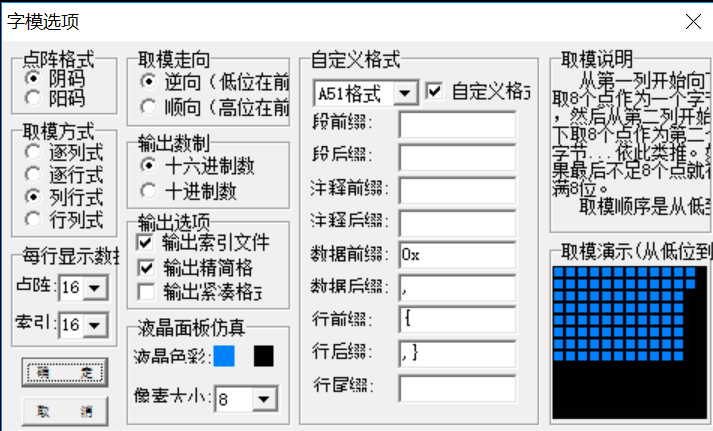 字模选项
点阵格式
阴码
阳码
取模方式
逐列式
逐行式
列行式
行列式
每行显示数据
点阵:
16
索引:
16
确 定
取 消
取模走向
逆向（低位在前
顺向（高位在前
输出数制
十六进制数
十进制数
输出选项
输出索引文件
输出精简格
输出紧凑格式
液晶面板仿真
液晶色彩:
像素大小:
8
自定义格式
A51格式
自定义格式
段前缀:
段后缀:
注释前缀:
注释后缀:
数据前缀:
0x
数据后缀:
,
行前缀:
{
行后缀:
,}
行尾缀:
取模说明
从第一列开始向下
取8个点作为一个字
，然后从第二列开始
下取8个点作为第二个
字节...依此类推。如
果最后不足8个点就补
满8位。
取模顺序是从低到
取模演示(从低位到